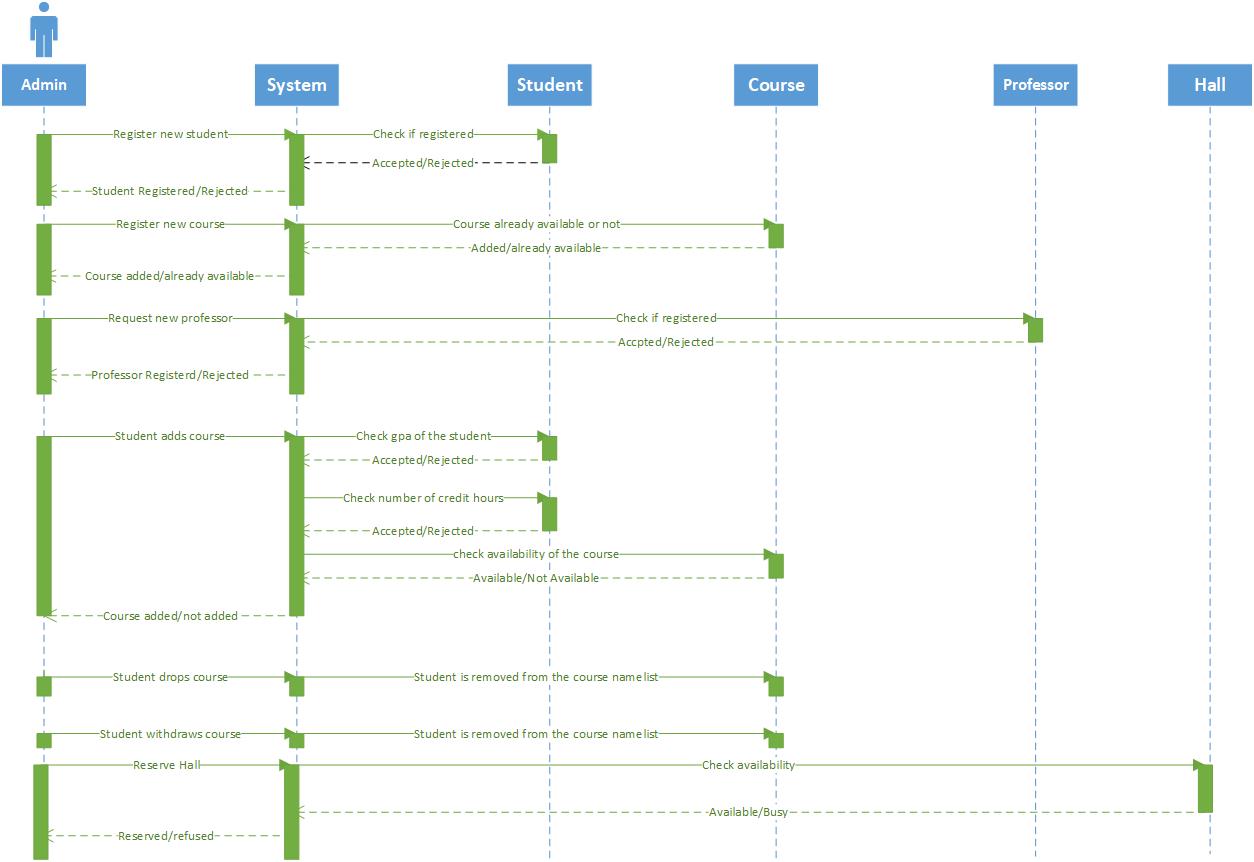 Admin
System
Student
Course
Professor
Hall
Register new student
Check if registered
Accepted/Rejected
Student Registered/Rejected
Register new course
Course already available or not
Added/already available
Course added/already available
Request new professor
Check if registered
Accpted/Rejected
Professor Registerd/Rejected
Student adds course
Check gpa of the student
Accepted/Rejected
Check number of credit hours
Accepted/Rejected
check availability of the course
Available/Not Available
Course added/not added
Student drops course
Student is removed from the course namelist
Student withdraws course
Student is removed from the course namelist
Reserve Hall
Check availability
Available/Busy
Reserved/refused